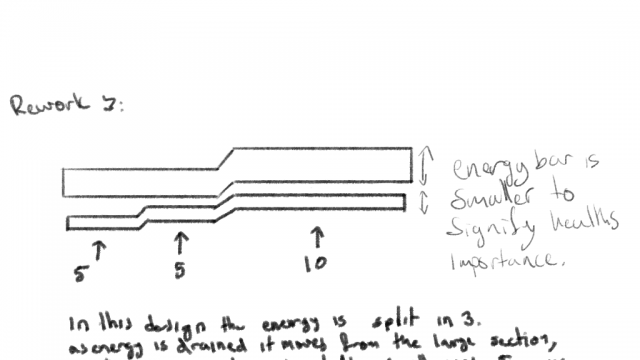 Rework 3:
energy bar is
smaller to
signify healths
importance.
5
5
10
In this design the energy is split in 3.
as energy is drained it moves from the large section,